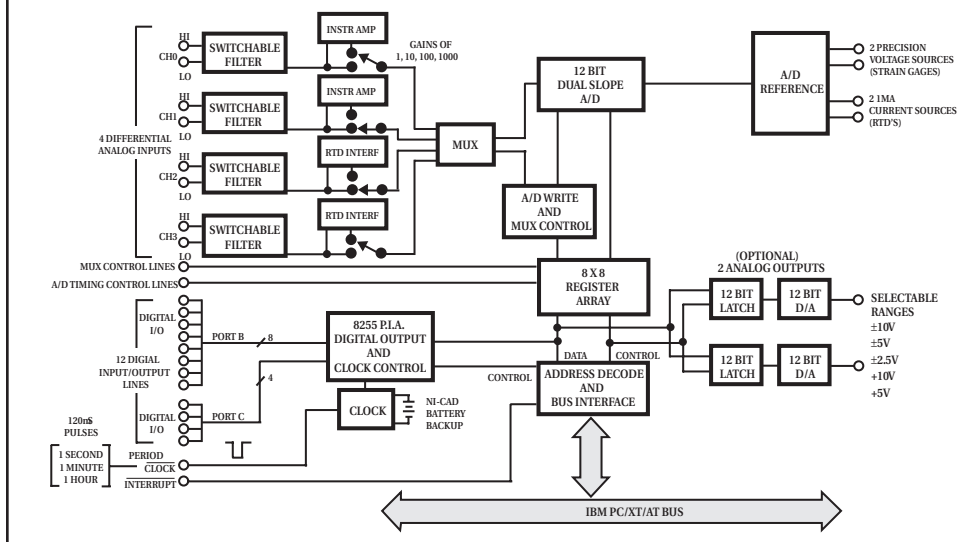 HI
CH0
LO
SWITCHABLE
FILTER
INSTR AMP
GAINS OF
1, 10, 100, 1000
HI
CH1
LO
SWITCHABLE
FILTER
INSTR AMP
4 DIFFERENTIAL
ANALOG INPUTS
HI
CH2
LO
SWITCHABLE
FILTER
RTD INTERF
HI
CH3
LO
SWITCHABLE
FILTER
RTD INTERF
MUX
12 BIT
DUAL SLOPE
A/D
A/D
REFERENCE
2 PRECISION
VOLTAGE SOURCES
(STRAIN GAGES)
2 1MA
CURRENT SOURCES
(RTD'S)
A/D WRITE
AND
MUX CONTROL
MUX CONTROL LINES
A/D TIMING CONTROL LINES
8 X 8
REGISTER
ARRAY
(OPTIONAL)
2 ANALOG OUTPUTS
12 BIT
LATCH
12 BIT
D/A
12 BIT
LATCH
12 BIT
D/A
SELECTABLE
RANGES
±10V
±5V
±2.5V
+10V
+5V
DIGITAL
I/O
PORT B
8
12 DIGIAL
INPUT/OUTPUT
LINES
4
DIGITAL
I/O
PORT C
8255 P.I.A.
DIGITAL OUTPUT
AND
CLOCK CONTROL
DATA
CONTROL
CONTROL
ADDRESS DECODE
AND
BUS INTERFACE
CLOCK
NI-CAD
BATTERY
BACKUP
120mS
PULSES
1 SECOND
1 MINUTE
1 HOUR
PERIOD
CLOCK
INTERRUPT
IBM PC/XT/AT BUS